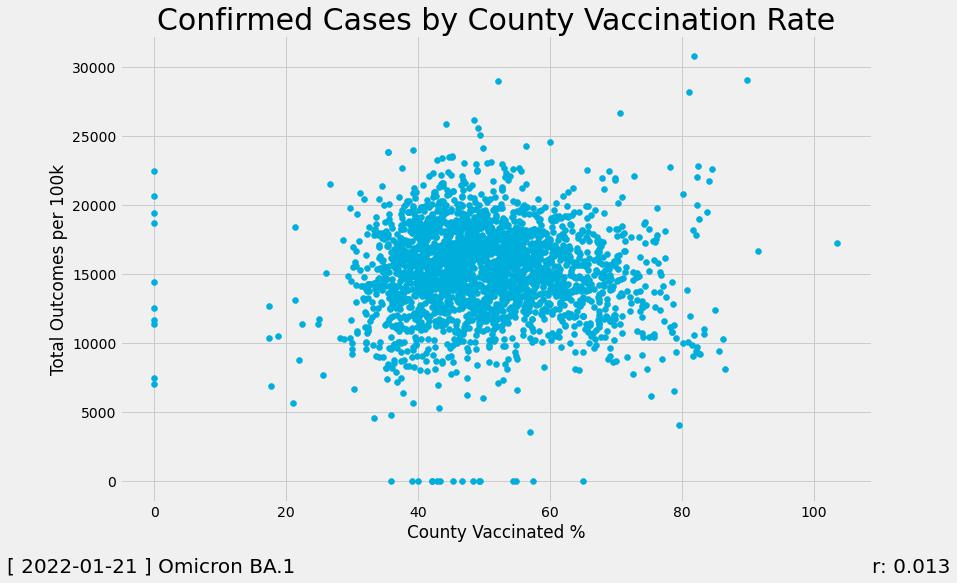 Confirmed Cases by County Vaccination Rate
Total Outcomes per 100k
30000
25000
20000
15000
10000
5000
0
0 20 40 60 80 100
County Vaccinated %
[ 2022-01-21 ] Omicron BA.1 r: 0.013